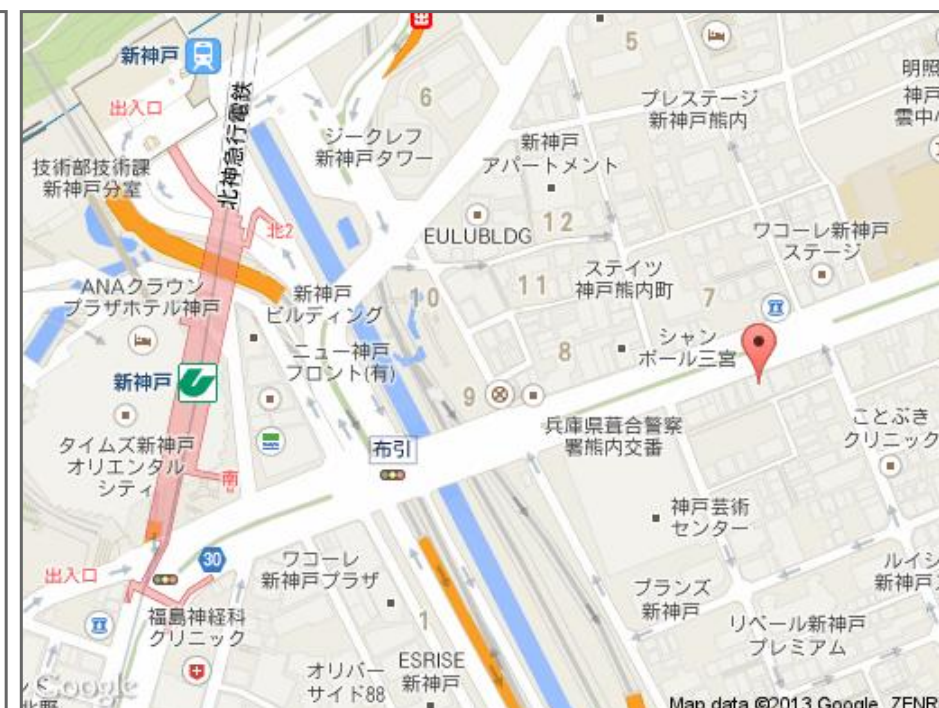 5
新神戸
明照
出入口
北神急行電鉄
6
プレステージ
新神戸熊内
神戸
雲中
ジークレフ
新神戸タワー
新神戸
アパートメント
技術部技術課
新神戸分室
12
北2
EULUBLDG
ワコーレ新神戸
ステージ
ANAクラウン
プラザホテル神戸
新神戸
ビルディング
10
11
ステイツ
神戸熊内町
7
ニュー神戸
フロント(有)
8
シャン
ボール三宮
新神戸
9
タイムズ新神戸
オリエンタル
シティ
布引
兵庫県葺合警察
署熊内交番
ことぶき
クリニック
南
神戸芸術
センター
30
出入口
ワコーレ
新神戸プラザ
ルイシ
新神戸
ブランズ
新神戸
福島神経科
クリニック
1
リベール新神戸
プレミアム
オリバー
サイド88
ESRISE
新神戸
Google
北野
Map data ©2013 Google, ZENR